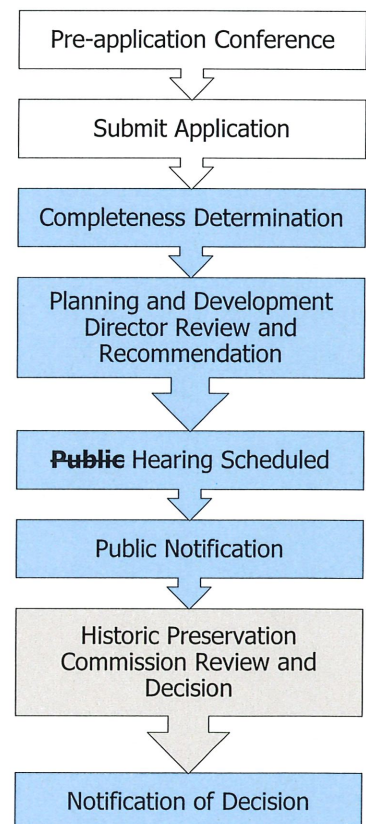 Pre-application Conference
Submit Application
Completeness Determination
Planning and Development
Director Review and
Recommendation
Public Hearing Scheduled
Public Notification
Historic Preservation
Commission Review and
Decision
Notification of Decision